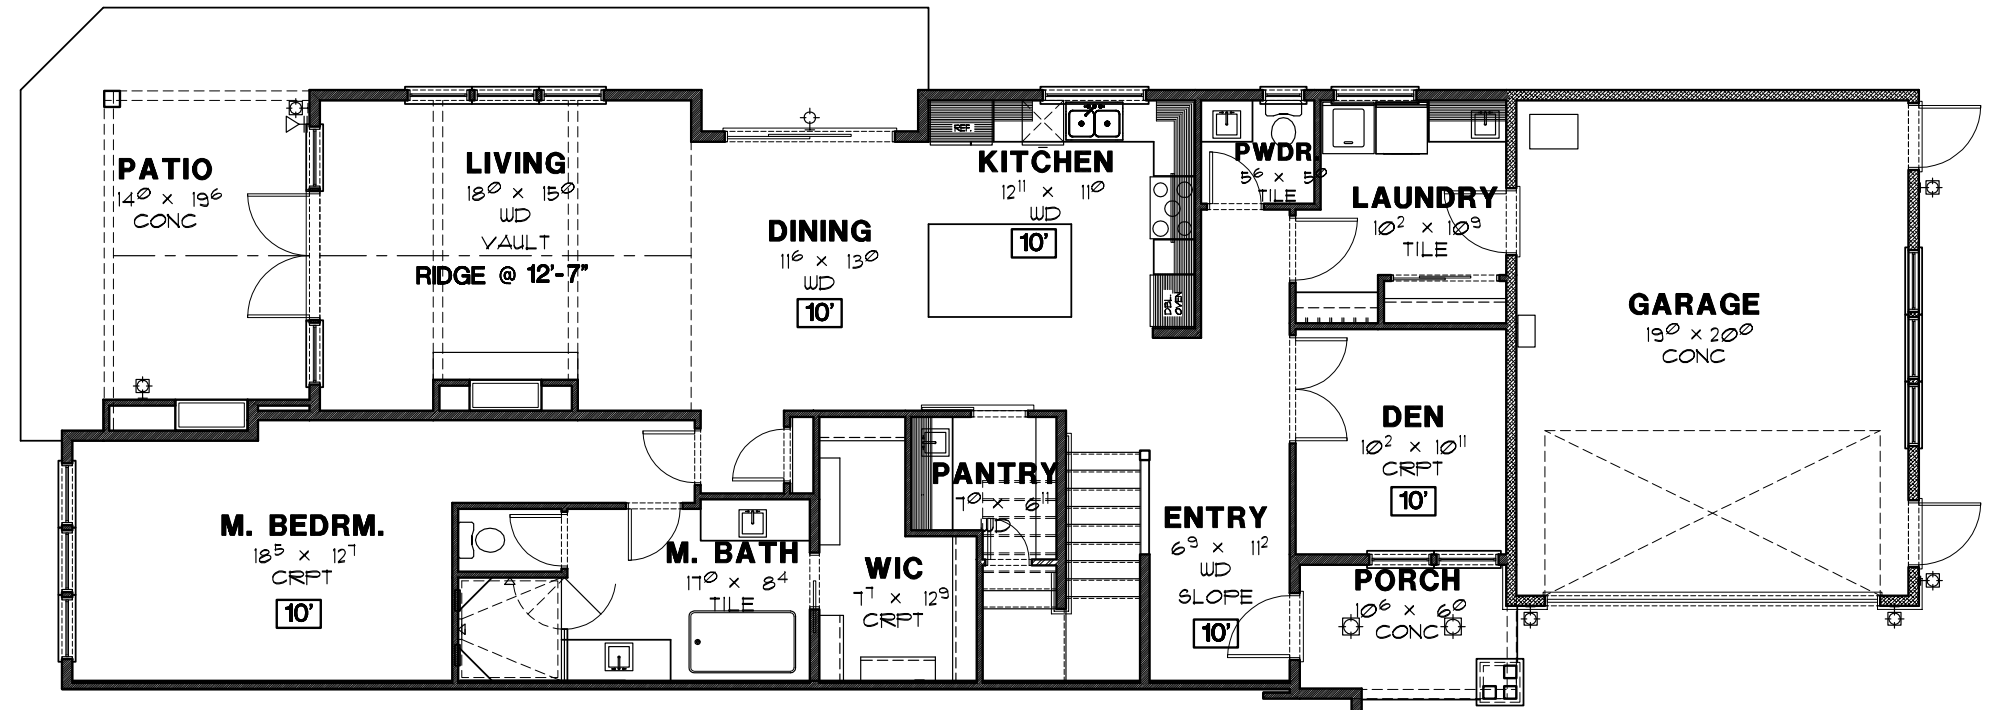 PATIO
14⁰ x 19⁶
CONC
LIVING
18⁰ x 15⁰
WD
VAULT
RIDGE @ 12'-7"
DINING
11⁶ x 13⁰
WD
10'
REF.
KITCHEN
12¹¹ x 11⁰
WD
10'
DBL. OVEN
PWDR.
5⁶ x 5⁰
TILE
LAUNDRY
10² x 10⁹
TILE
GARAGE
19⁰ x 20⁰
CONC
DEN
10² x 10¹¹
CRPT
10'
M. BEDRM.
18⁵ x 12⁷
CRPT
10'
M. BATH
17⁰ x 8⁴
TILE
WIC
7⁷ x 12⁹
CRPT
PANTRY
7⁰ x 6¹¹
WD
ENTRY
6⁹ x 11²
WD
SLOPE
10'
PORCH
10⁶ x 6⁰
CONC